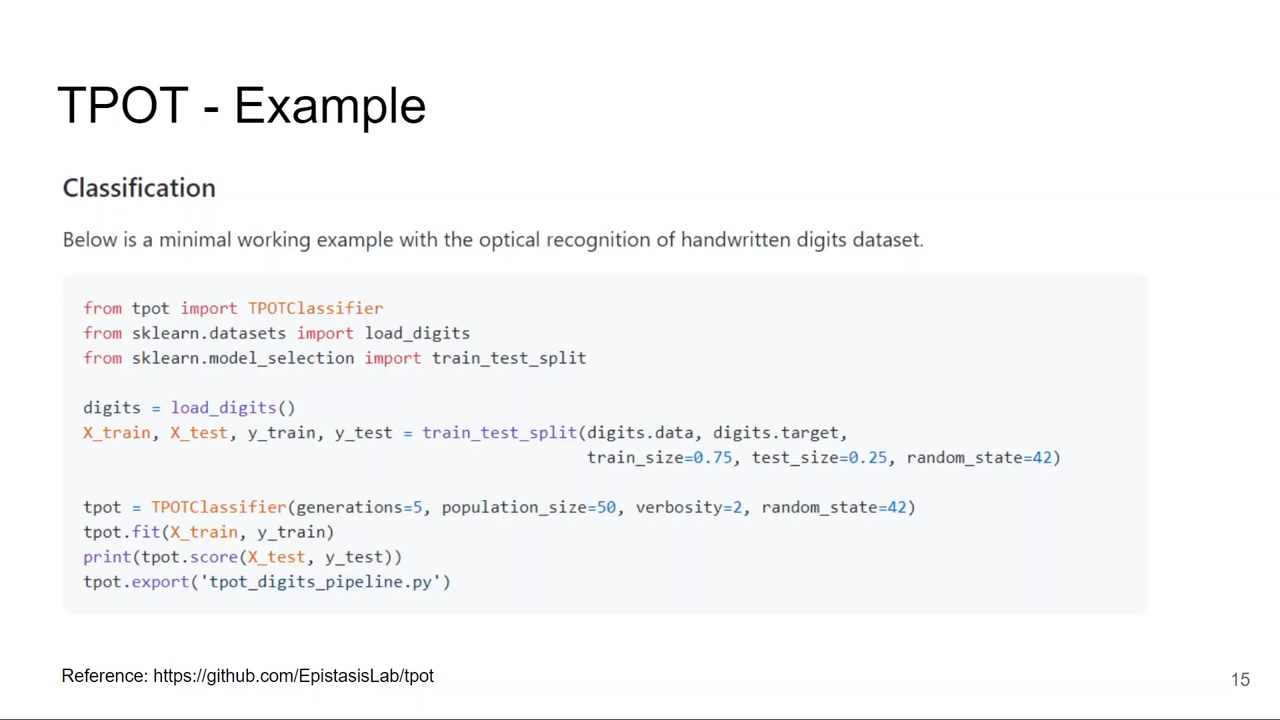 TPOT - Example
Classification
Below is a minimal working example with the optical recognition of handwritten digits dataset.
from tpot import TPOTClassifier
from sklearn.datasets import load_digits
from sklearn.model_selection import train_test_split
digits = load_digits()
X_train, X_test, y_train, y_test = train_test_split(digits.data, digits.target,
train_size=0.75, test_size=0.25, random_state=42)
tpot = TPOTClassifier(generations=5, population_size=50, verbosity=2, random_state=42)
tpot.fit(X_train, y_train)
print(tpot.score(X_test, y_test))
tpot.export('tpot_digits_pipeline.py')
Reference: https://github.com/EpistasisLab/tpot
15